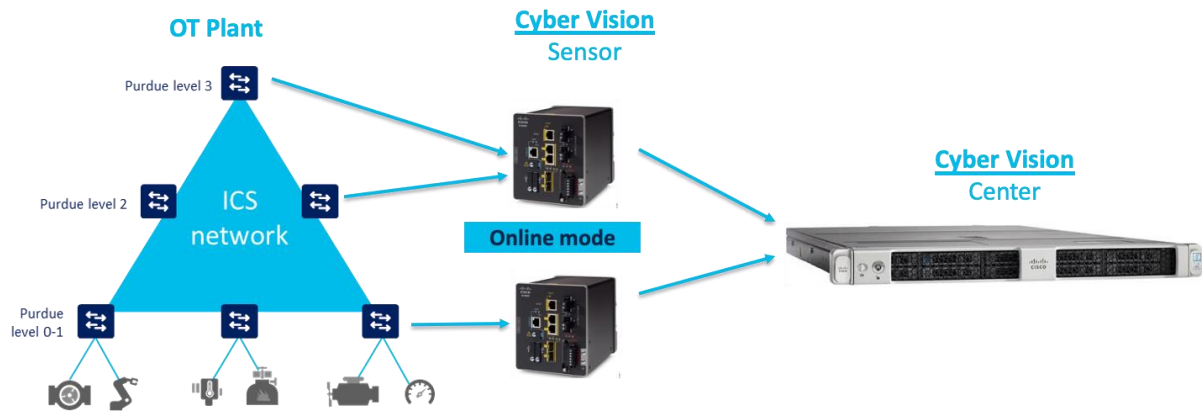 OT Plant
Cyber Vision
Sensor
Purdue level 3
Purdue level 2
ICS
network
Online mode
Cyber Vision
Center
CISCO
Purdue
level 0-1